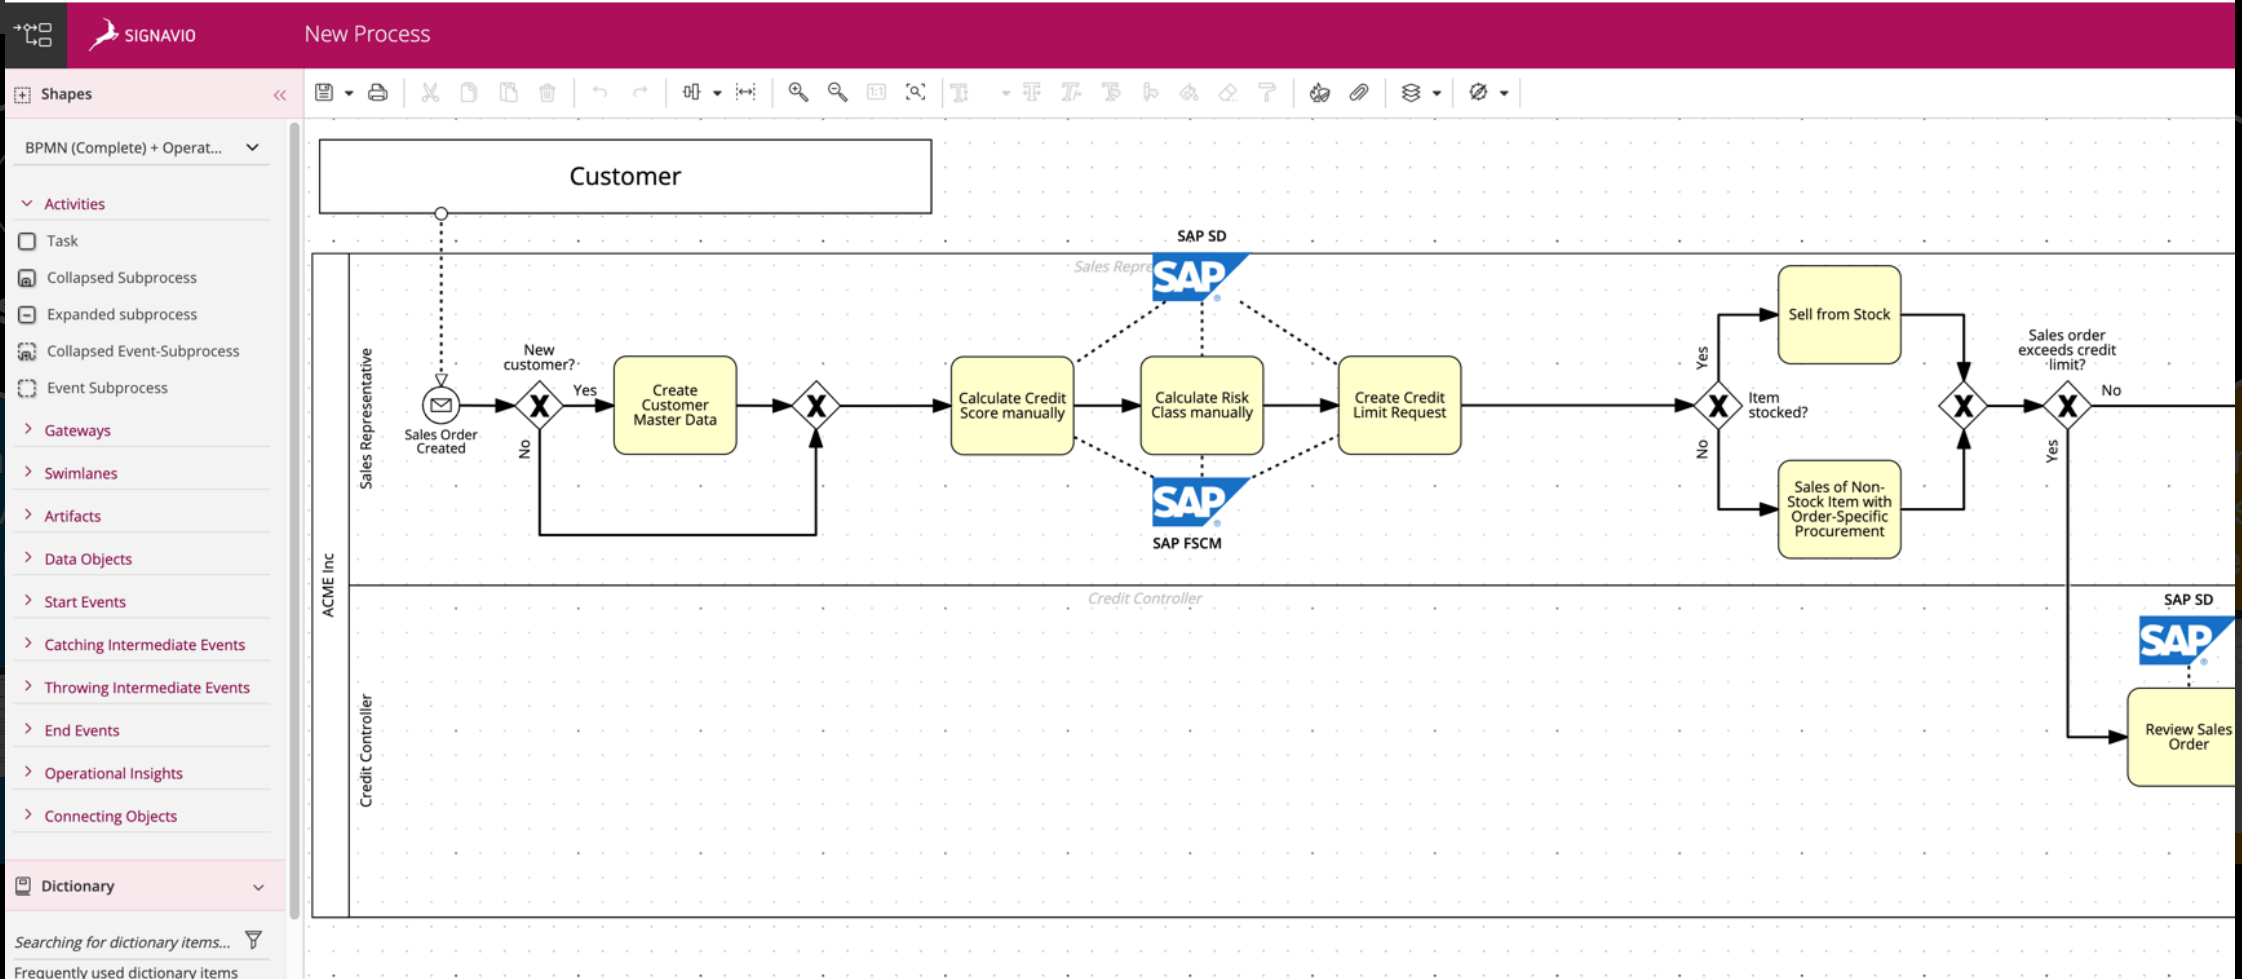 SIGNAVIO
New Process
Shapes
BPMN (Complete) + Operat...
Activities
Task
Collapsed Subprocess
Expanded subprocess
Collapsed Event-Subprocess
Event Subprocess
Gateways
Swimlanes
Artifacts
Data Objects
Start Events
Catching Intermediate Events
Throwing Intermediate Events
End Events
Operational Insights
Connecting Objects
Dictionary
Searching for dictionary items...
Frequently used dictionary items
1:1
Customer
ACME Inc
Sales Representative
Sales Repre
SAP SD
SAP
Sales Order
Created
New
customer?
Yes
No
Create
Customer
Master Data
X
X
Calculate Credit
Score manually
Calculate Risk
Class manually
Create Credit
Limit Request
SAP
SAP FSCM
X
Item
stocked?
Yes
No
Sell from Stock
Sales of Non-
Stock Item with
Order-Specific
Procurement
X
Sales order
exceeds credit
limit?
X
No
Yes
Credit Controller
Credit Controller
SAP SD
SAP
Review Sales
Order